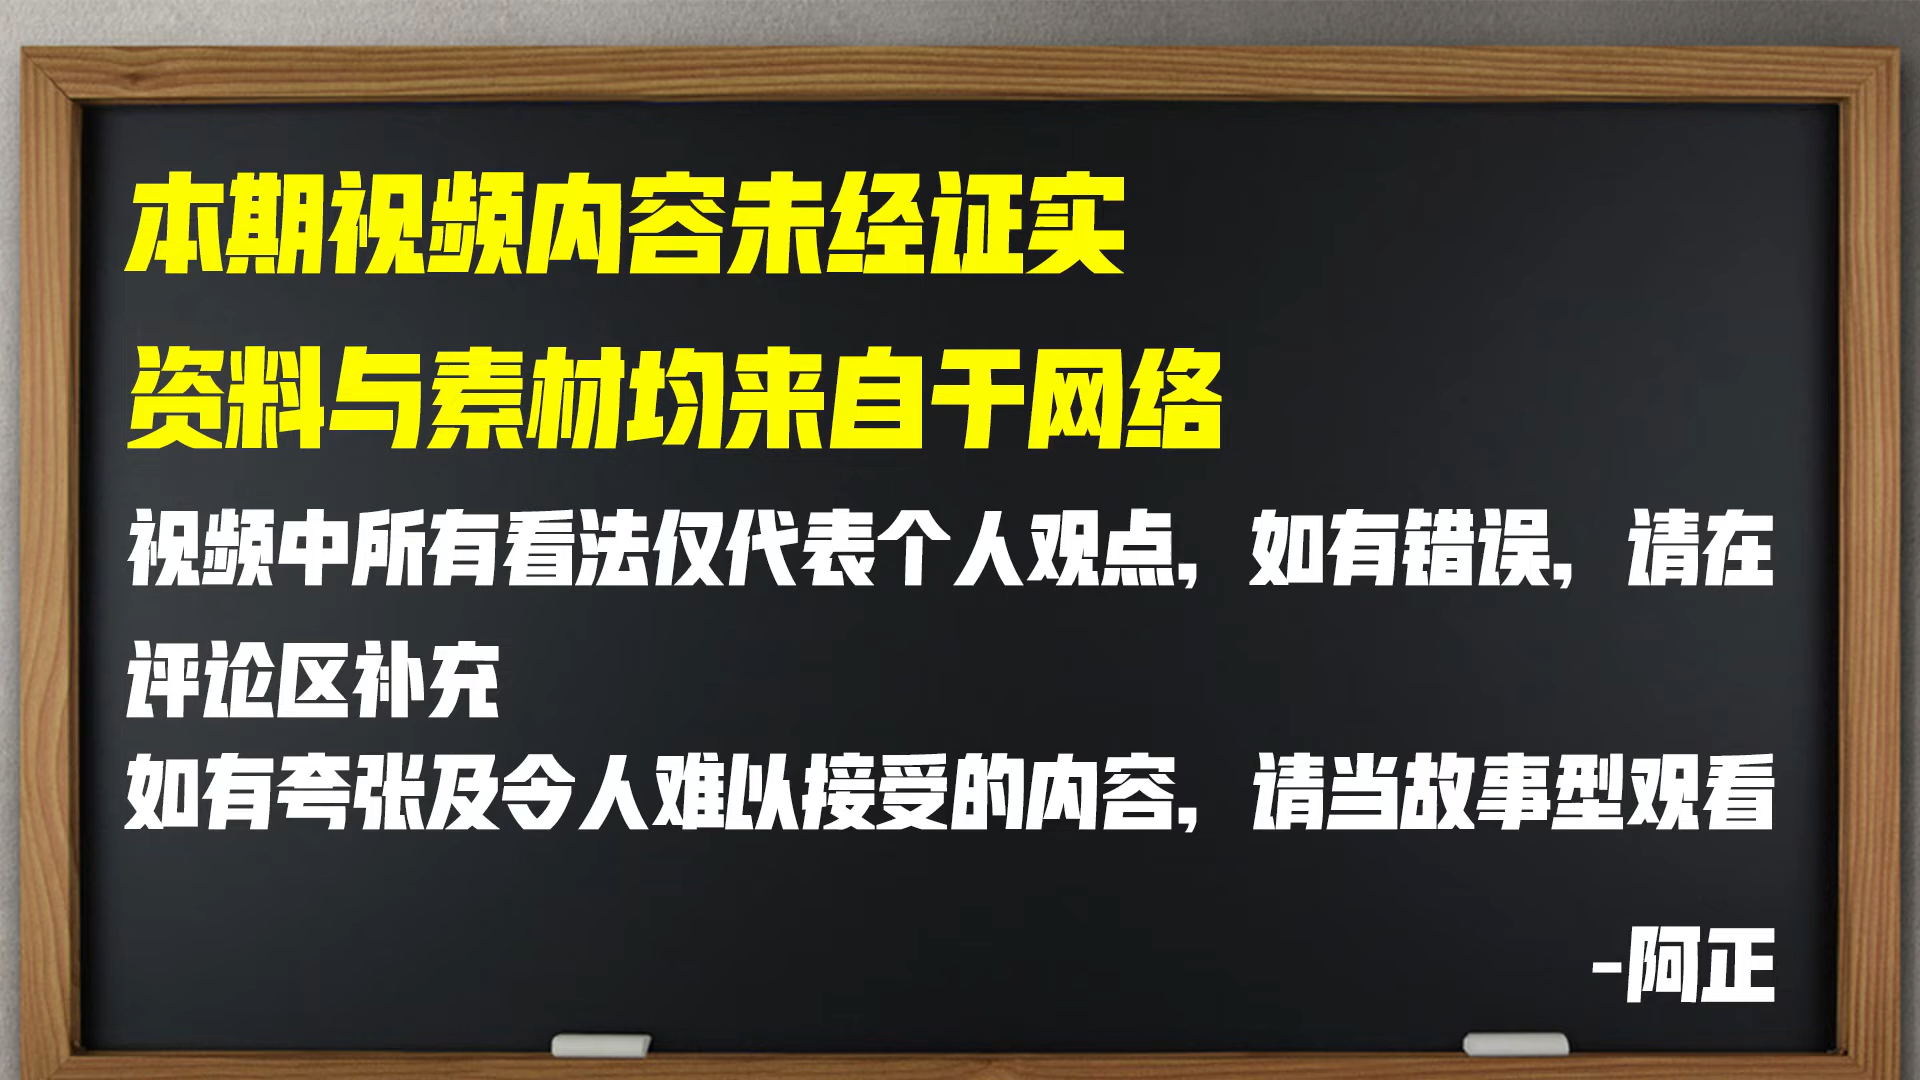 本期视频内容未经证实
资料与素材均来自于网络
视频中所有看法仅代表个人观点，如有错误，请在
评论区补充
如有夸张及令人难以接受的内容，请当故事型观看
-阿正